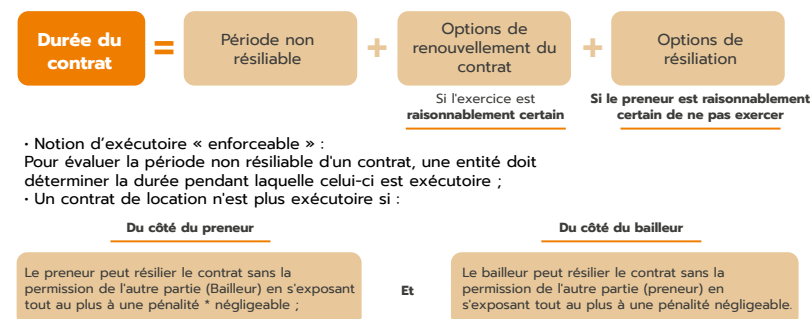 Durée du
contrat
=
Période non
résiliable
+
Options de
renouvellement du
contrat
+
Options de
résiliation
Si l'exercice est
raisonnablement certain
Si le preneur est raisonnablement
certain de ne pas exercer
• Notion d'exécutoire « enforceable » :
Pour évaluer la période non résiliable d'un contrat, une entité doit
déterminer la durée pendant laquelle celui-ci est exécutoire ;
• Un contrat de location n'est plus exécutoire si :
Du côté du preneur
Le preneur peut résilier le contrat sans la
permission de l'autre partie (Bailleur) en s'exposant
tout au plus à une pénalité * négligeable ;
Et
Du côté du bailleur
Le bailleur peut résilier le contrat sans la
permission de l'autre partie (preneur) en
s'exposant tout au plus à une pénalité négligeable.